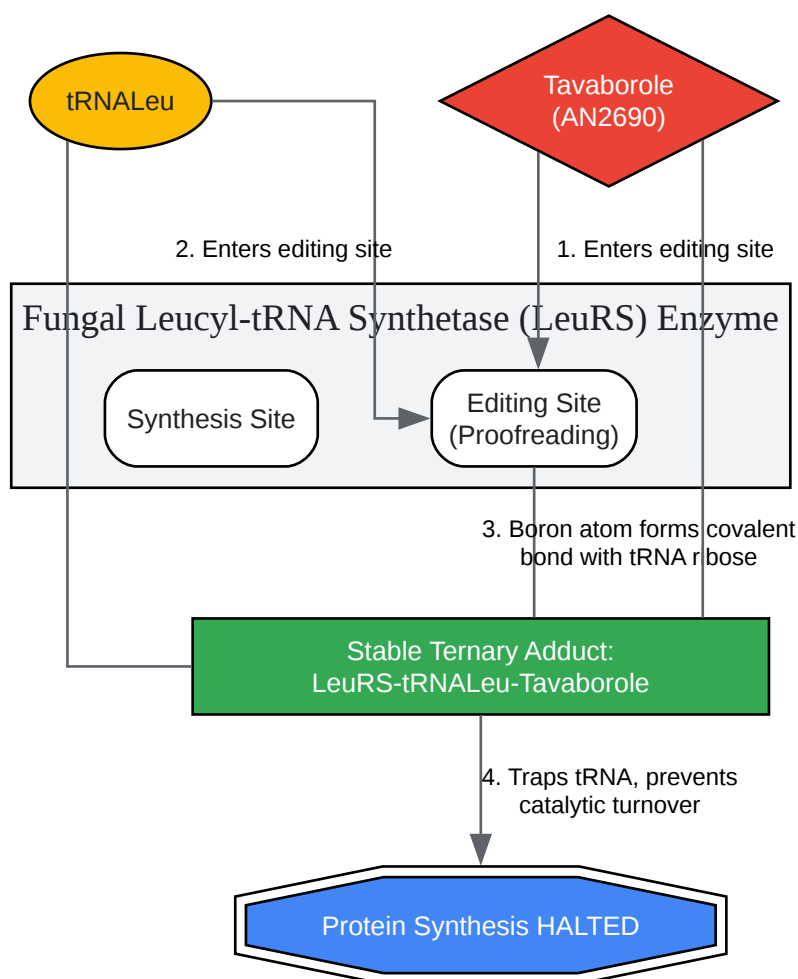 tRNALeu
Tavaborole
(AN2690)
2. Enters editing site
1. Enters editing site
Fungal Leucyl-tRNA Synthetase (LeuRS) Enzyme
Synthesis Site
Editing Site
(Proofreading)
3. Boron atom forms covalent
bond with tRNA ribose
Stable Ternary Adduct:
LeuRS-tRNALeu-Tavaborole
4. Traps tRNA, prevents
catalytic turnover
Protein Synthesis HALTED